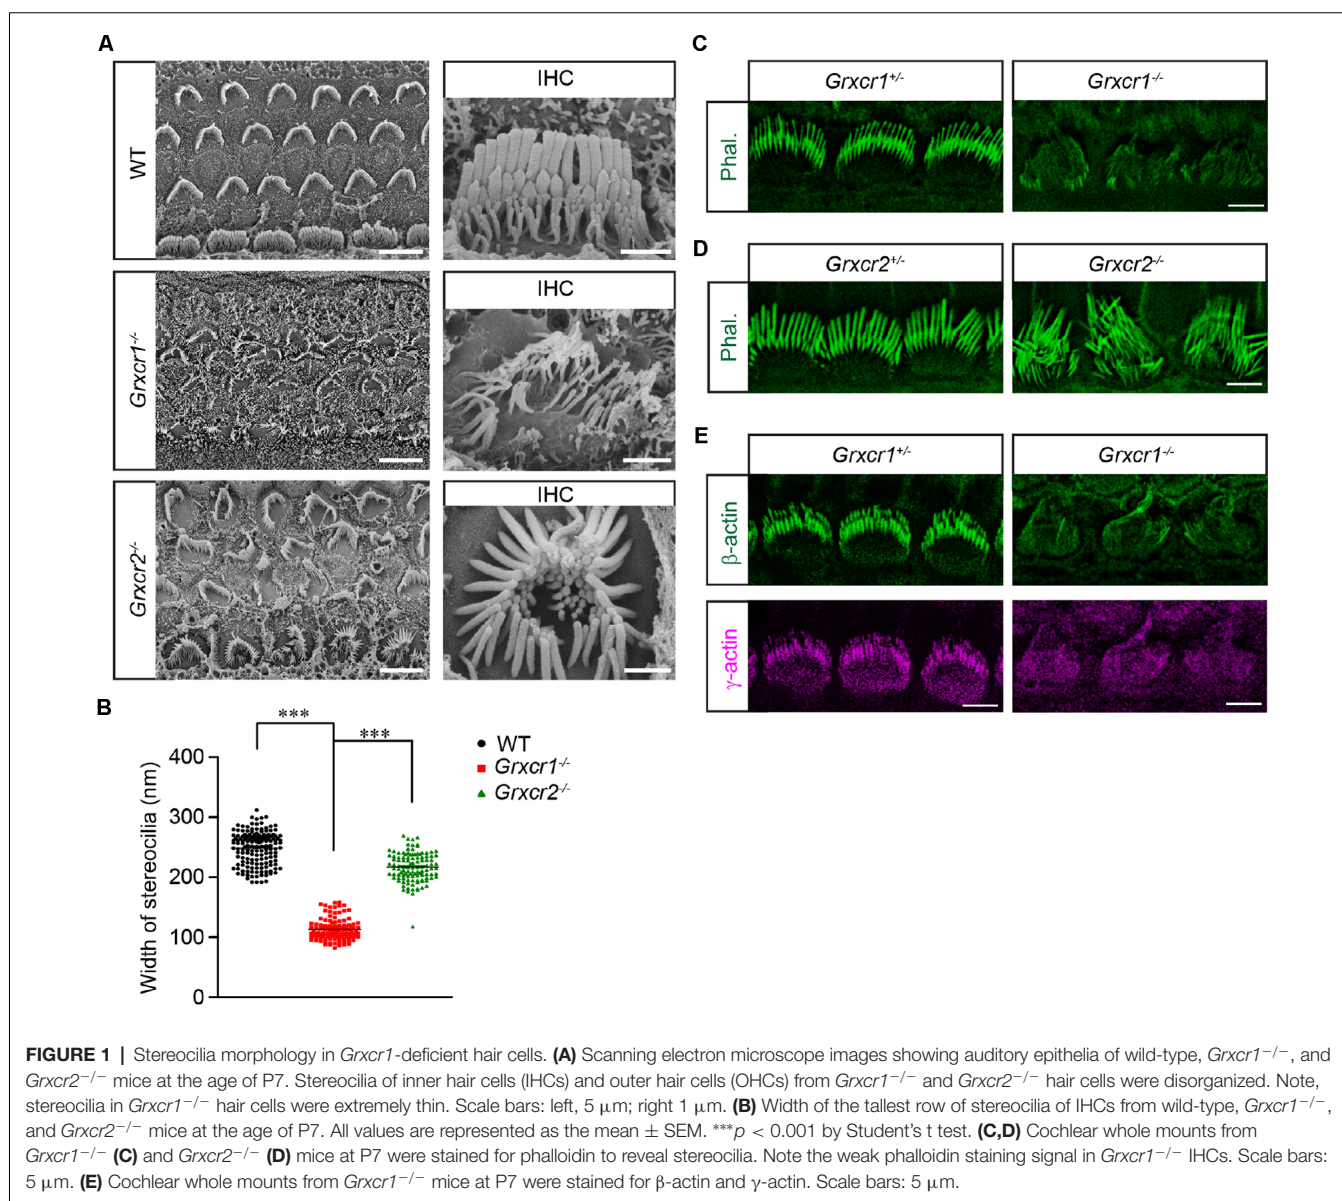 A
WT
IHC
Grxcr1-/-
IHC
Grxcr2-/-
IHC
B
***
***
WT
Grxcr1-/-
Grxcr2-/-
Width of stereocilia (nm)
400
300
200
100
0
C
Grxcr1+/-
Grxcr1-/-
Phal.
D
Grxcr2+/-
Grxcr2-/-
Phal.
E
Grxcr1+/-
Grxcr1-/-
β-actin
γ-actin
FIGURE 1 | Stereocilia morphology in Grxcr1-deficient hair cells. (A) Scanning electron microscope images showing auditory epithelia of wild-type, Grxcr1−/−, and
Grxcr2−/− mice at the age of P7. Stereocilia of inner hair cells (IHCs) and outer hair cells (OHCs) from Grxcr1−/− and Grxcr2−/− hair cells were disorganized. Note,
stereocilia in Grxcr1−/− hair cells were extremely thin. Scale bars: left, 5 μm; right 1 μm. (B) Width of the tallest row of stereocilia of IHCs from wild-type, Grxcr1−/−,
and Grxcr2−/− mice at the age of P7. All values are represented as the mean ± SEM. ***p < 0.001 by Student's t test. (C,D) Cochlear whole mounts from
Grxcr1−/− (C) and Grxcr2−/− (D) mice at P7 were stained for phalloidin to reveal stereocilia. Note the weak phalloidin staining signal in Grxcr1−/− IHCs. Scale bars:
5 μm. (E) Cochlear whole mounts from Grxcr1−/− mice at P7 were stained for β-actin and γ-actin. Scale bars: 5 μm.